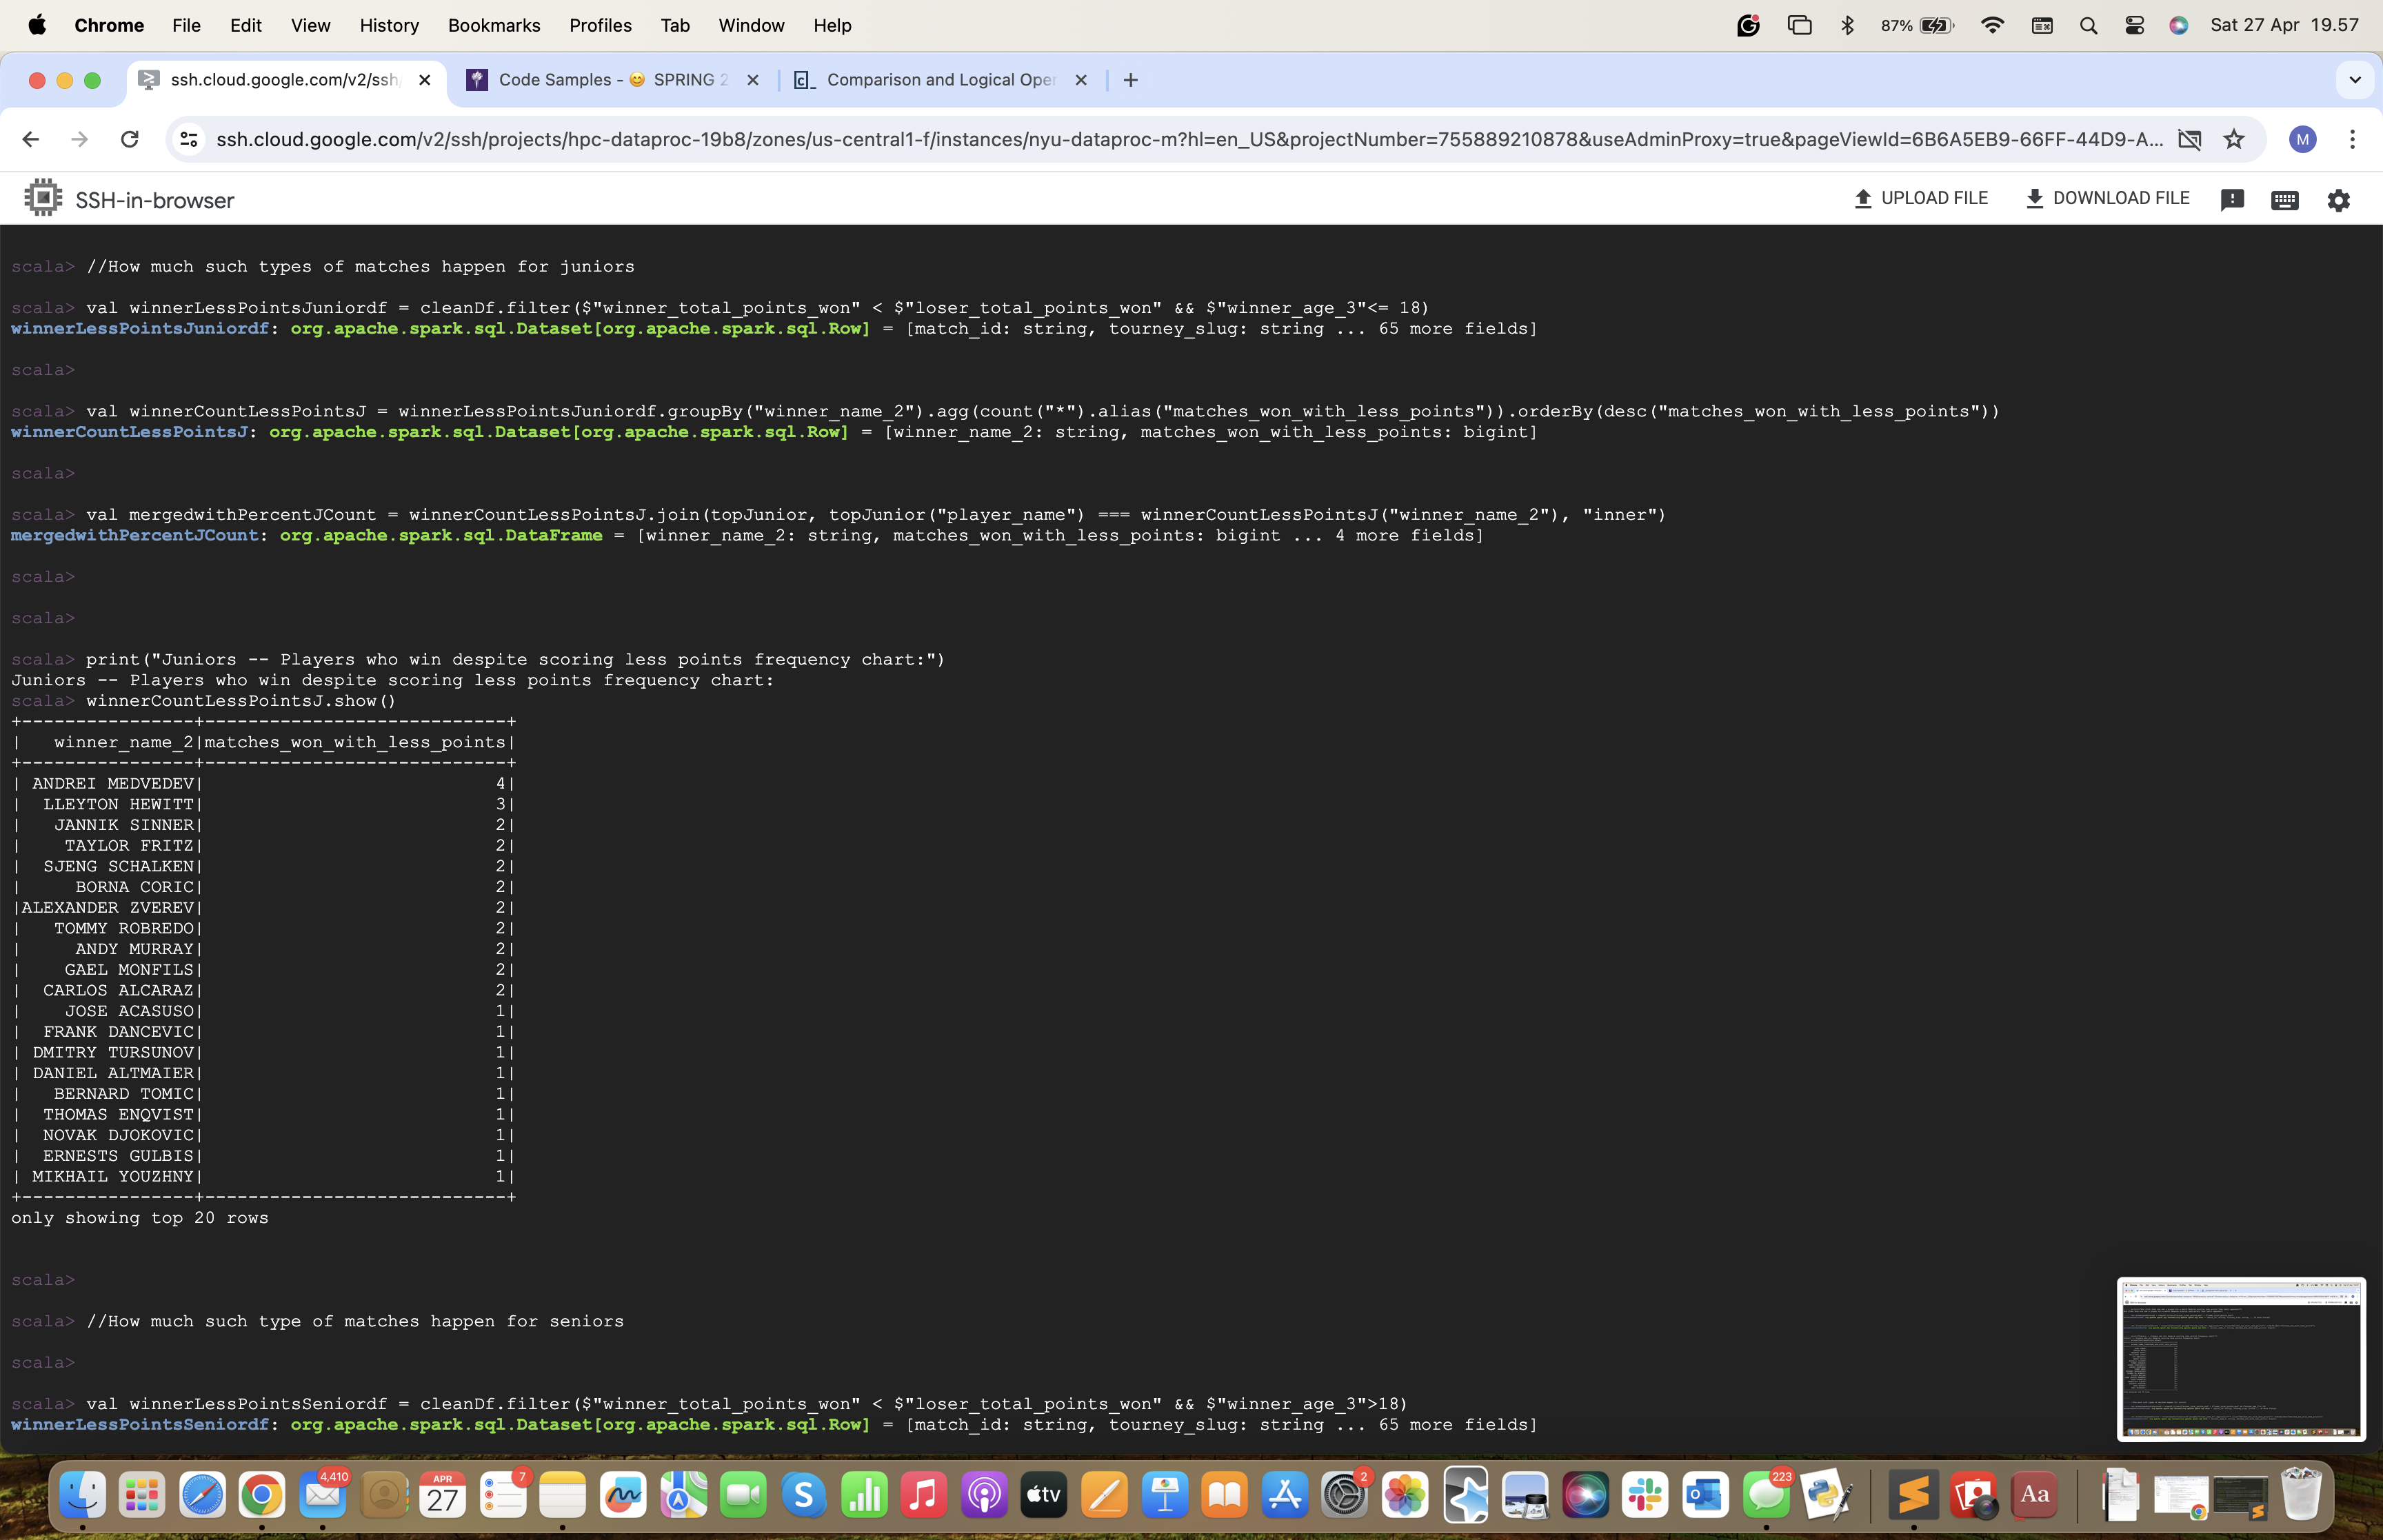 Chrome File Edit View History Bookmarks Profiles Tab Window Help 87% Sat 27 Apr 19.57
ssh.cloud.google.com/v2/ssh/ Code Samples - 😊 SPRING 2 Comparison and Logical Oper
ssh.cloud.google.com/v2/ssh/projects/hpc-dataproc-19b8/zones/us-central1-f/instances/nyu-dataproc-m?hl=en_US&projectNumber=755889210878&useAdminProxy=true&pageViewId=6B6A5EB9-66FF-44D9-A... M
SSH-in-browser UPLOAD FILE DOWNLOAD FILE
scala> //How much such types of matches happen for juniors
scala> val winnerLessPointsJuniordf = cleanDf.filter($"winner_total_points_won" < $"loser_total_points_won" && $"winner_age_3"<= 18)
winnerLessPointsJuniordf: org.apache.spark.sql.Dataset[org.apache.spark.sql.Row] = [match_id: string, tourney_slug: string ... 65 more fields]
scala>
scala> val winnerCountLessPointsJ = winnerLessPointsJuniordf.groupBy("winner_name_2").agg(count("*").alias("matches_won_with_less_points")).orderBy(desc("matches_won_with_less_points"))
winnerCountLessPointsJ: org.apache.spark.sql.Dataset[org.apache.spark.sql.Row] = [winner_name_2: string, matches_won_with_less_points: bigint]
scala>
scala> val mergedwithPercentJCount = winnerCountLessPointsJ.join(topJunior, topJunior("player_name") === winnerCountLessPointsJ("winner_name_2"), "inner")
mergedwithPercentJCount: org.apache.spark.sql.DataFrame = [winner_name_2: string, matches_won_with_less_points: bigint ... 4 more fields]
scala>
scala>
scala> print("Juniors -- Players who win despite scoring less points frequency chart:")
Juniors -- Players who win despite scoring less points frequency chart:
scala> winnerCountLessPointsJ.show()
+----------------+----------------------------+
|   winner_name_2|matches_won_with_less_points|
+----------------+----------------------------+
| ANDREI MEDVEDEV|                           4|
|  LLEYTON HEWITT|                           3|
|   JANNIK SINNER|                           2|
|    TAYLOR FRITZ|                           2|
|  SJENG SCHALKEN|                           2|
|     BORNA CORIC|                           2|
|ALEXANDER ZVEREV|                           2|
|   TOMMY ROBREDO|                           2|
|     ANDY MURRAY|                           2|
|    GAEL MONFILS|                           2|
|  CARLOS ALCARAZ|                           2|
|    JOSE ACASUSO|                           1|
|  FRANK DANCEVIC|                           1|
| DMITRY TURSUNOV|                           1|
| DANIEL ALTMAIER|                           1|
|   BERNARD TOMIC|                           1|
|  THOMAS ENQVIST|                           1|
|  NOVAK DJOKOVIC|                           1|
|  ERNESTS GULBIS|                           1|
| MIKHAIL YOUZHNY|                           1|
+----------------+----------------------------+
only showing top 20 rows
scala>
scala> //How much such type of matches happen for seniors
scala>
scala> val winnerLessPointsSeniordf = cleanDf.filter($"winner_total_points_won" < $"loser_total_points_won" && $"winner_age_3">18)
winnerLessPointsSeniordf: org.apache.spark.sql.Dataset[org.apache.spark.sql.Row] = [match_id: string, tourney_slug: string ... 65 more fields]
4,410 APR 27 7 S tv 2 223 Aa